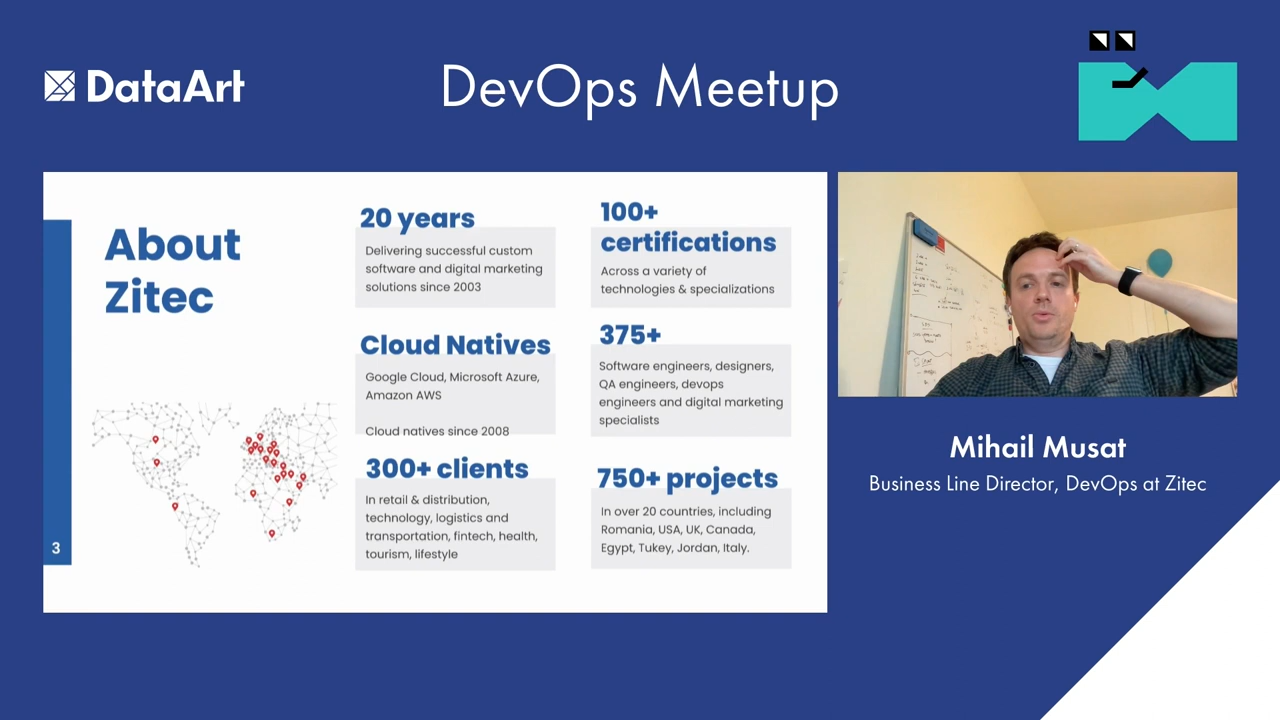 DataArt
DevOps Meetup
About
Zitec
3
20 years
Delivering successful custom
software and digital marketing
solutions since 2003
100+
certifications
Across a variety of
technologies & specializations
Cloud Natives
Google Cloud, Microsoft Azure,
Amazon AWS
Cloud natives since 2008
375+
Software engineers, designers,
QA engineers, devops
engineers and digital marketing
specialists
300+ clients
In retail & distribution,
technology, logistics and
transportation, fintech, health,
tourism, lifestyle
750+ projects
In over 20 countries, including
Romania, USA, UK, Canada,
Egypt, Tukey, Jordan, Italy.
Mihail Musat
Business Line Director, DevOps at Zitec